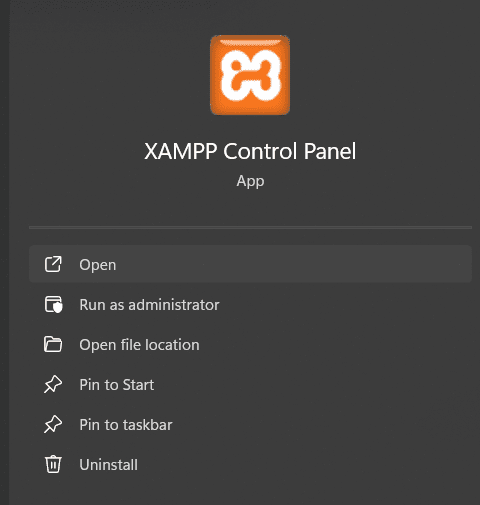 XAMPP Control Panel
App
Open
Run as administrator
Open file location
Pin to Start
Pin to taskbar
Uninstall